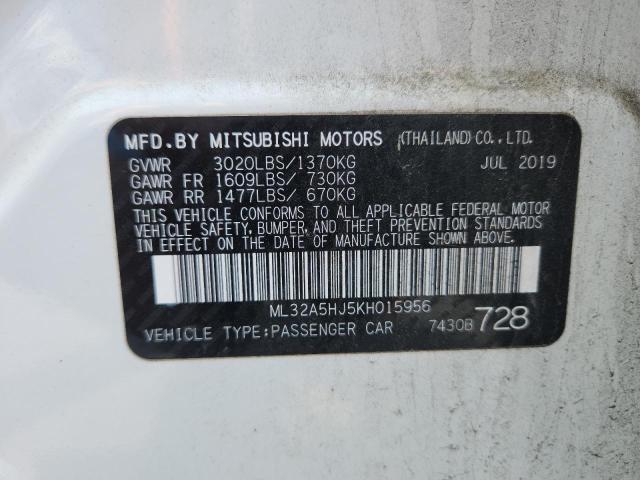 MFD.BY MITSUBISHI MOTORS (THAILAND)CO.,LTD.
GVWR 3020LBS/1370KG JUL 2019
GAWR FR 1609LBS/ 730KG
GAWR RR 1477LBS/ 670KG
THIS VEHICLE CONFORMS TO ALL APPLICABLE FEDERAL MOTOR
VEHICLE SAFETY, BUMPER, AND THEFT PREVENTION STANDARDS
IN EFFECT ON THE DATE OF MANUFACTURE SHOWN ABOVE.
ML32A5HJ5KH015956
VEHICLE TYPE:PASSENGER CAR 7430B 728